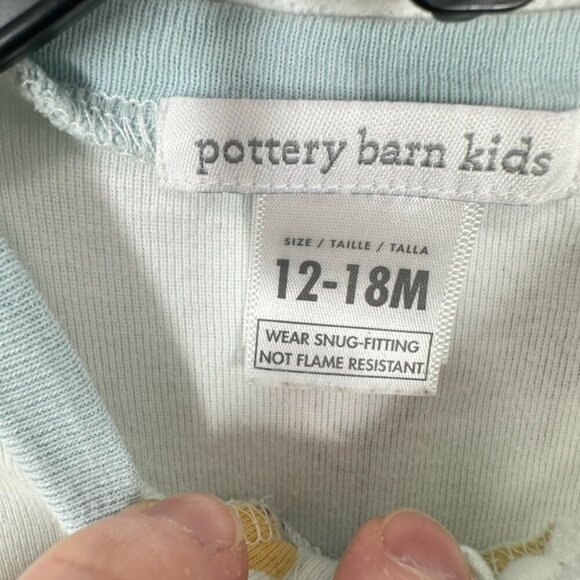 pottery barn kids
SIZE / TAILLE / TALLA
12-18M
WEAR SNUG-FITTING
NOT FLAME RESISTANT